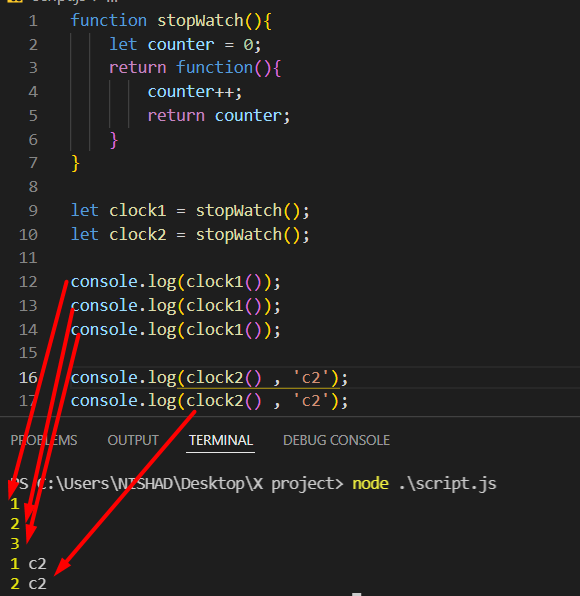 1 function stopWatch(){
2 let counter = 0;
3 return function(){
4 counter++;
5 return counter;
6 }
7 }
8
9 let clock1 = stopWatch();
10 let clock2 = stopWatch();
11
12 console.log(clock1());
13 console.log(clock1());
14 console.log(clock1());
15
16 console.log(clock2() , 'c2');
17 console.log(clock2() , 'c2');
PROBLEMS OUTPUT TERMINAL DEBUG CONSOLE
PS C:\Users\NISHAD\Desktop\X project> node .\script.js
1
2
3
1 c2
2 c2